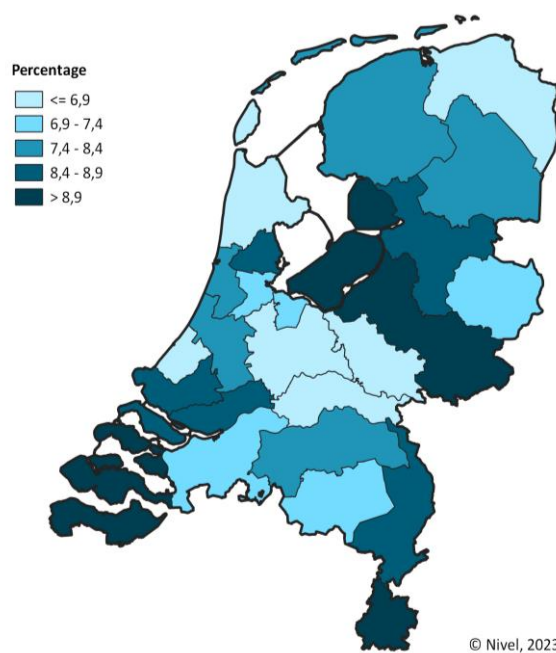 Percentage
<= 6,9
6,9 - 7,4
7,4 - 8,4
8,4 - 8,9
> 8,9
© Nivel, 2023